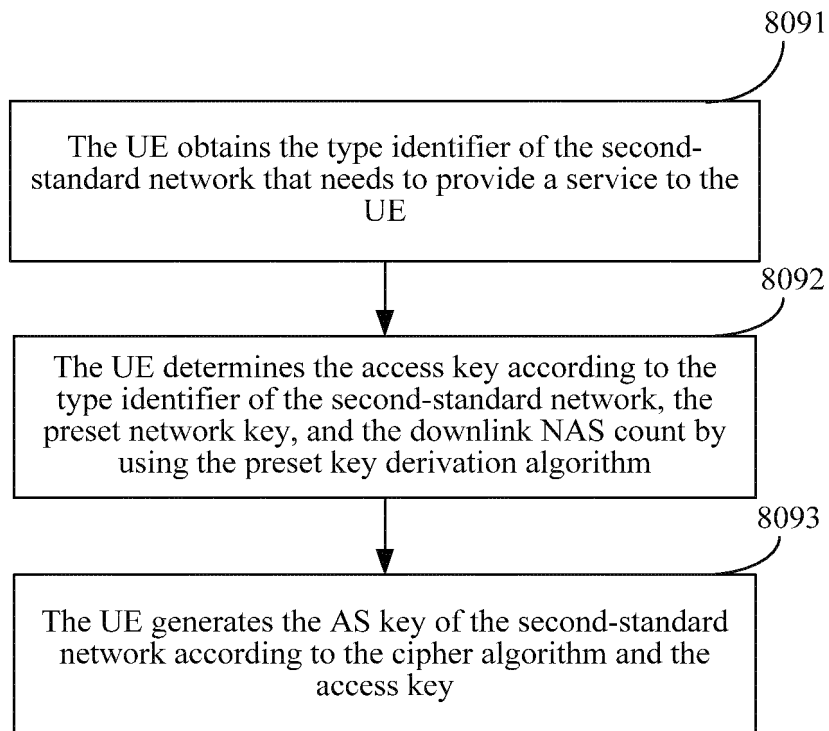 8091
The UE obtains the type identifier of the second-
standard network that needs to provide a service to the
UE
8092
The UE determines the access key according to the
type identifier of the second-standard network, the
preset network key, and the downlink NAS count by
using the preset key derivation algorithm
8093
The UE generates the AS key of the second-standard
network according to the cipher algorithm and the
access key